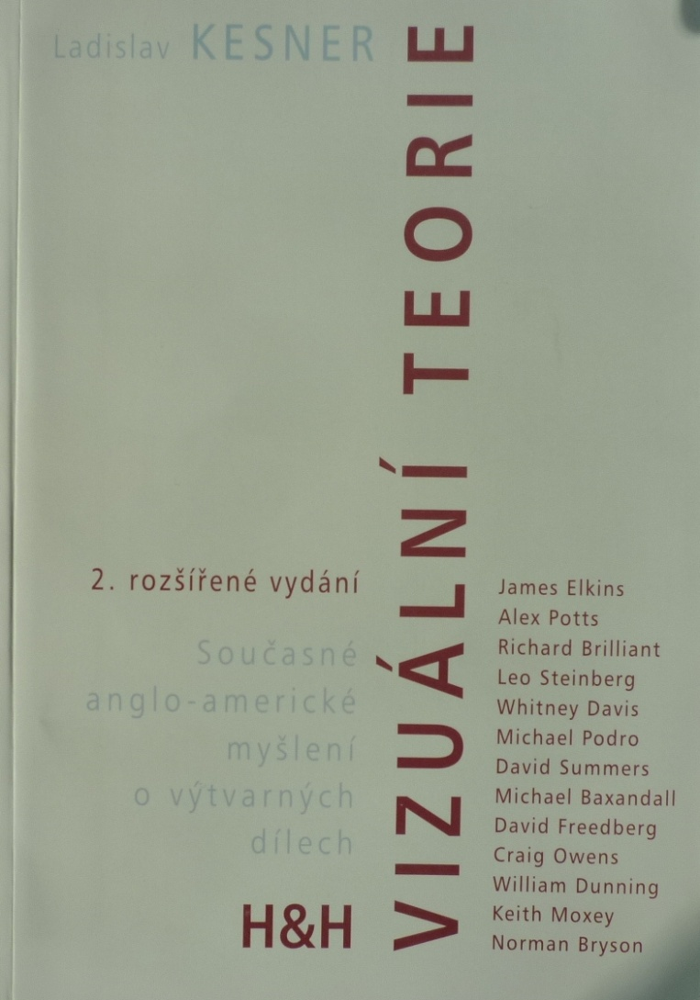 Ladislav KESNER
VIZUÁLNÍ TEORIE
2. rozšířené vydání
Současné
anglo-americké
myšlení
o výtvarných
dílech
H&H
James Elkins
Alex Potts
Richard Brilliant
Leo Steinberg
Whitney Davis
Michael Podro
David Summers
Michael Baxandall
David Freedberg
Craig Owens
William Dunning
Keith Moxey
Norman Bryson